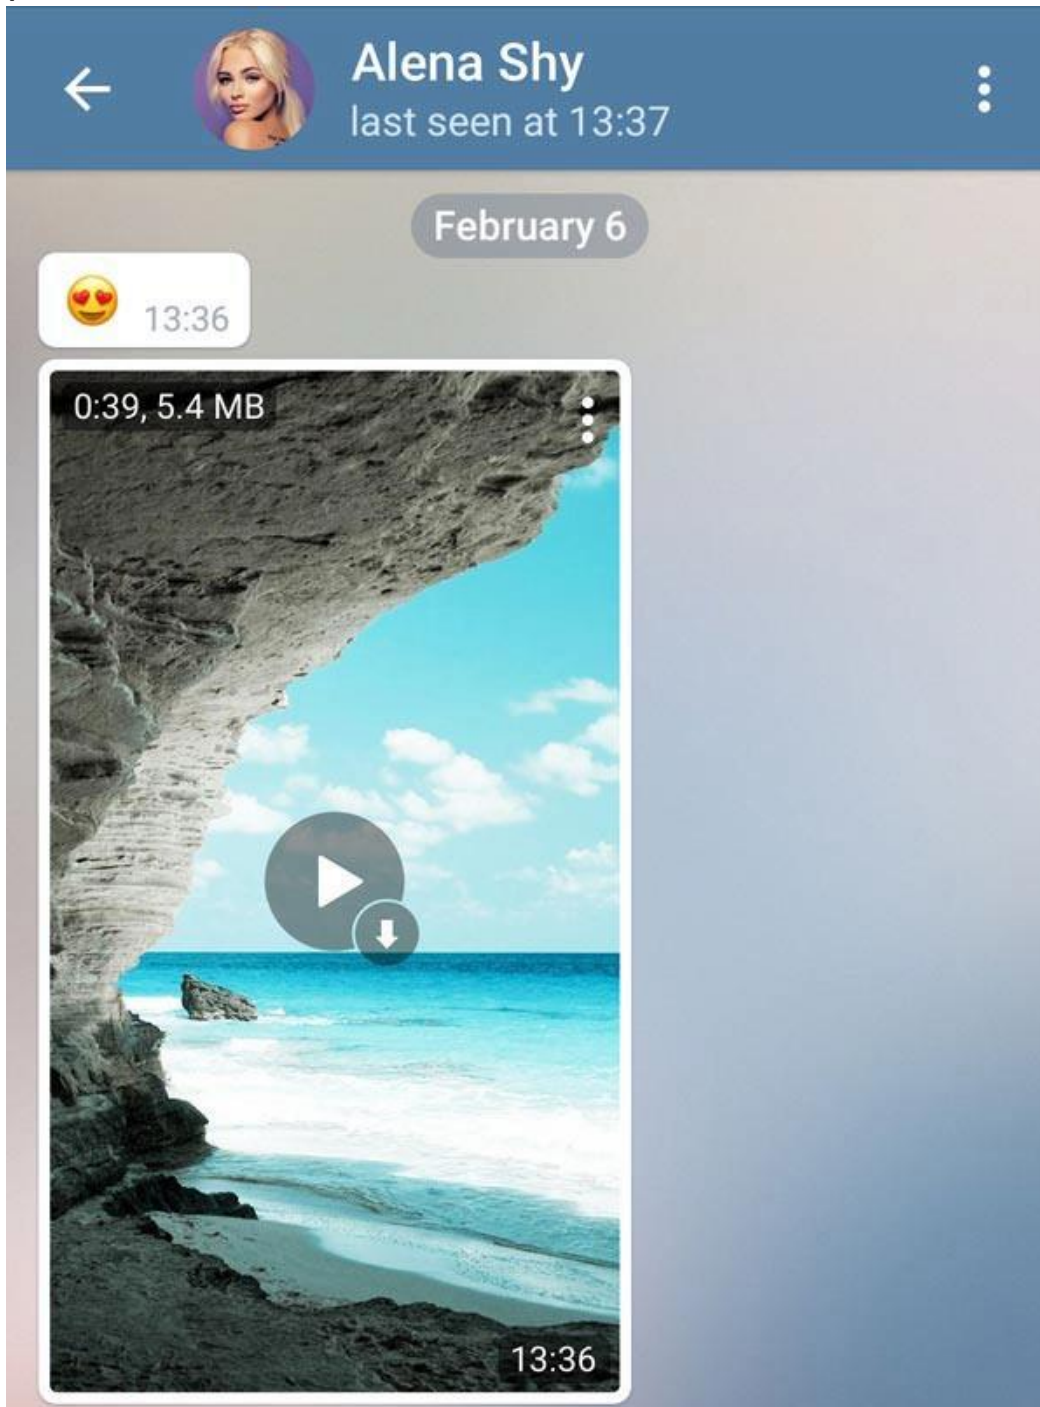 Alena Shy
last seen at 13:37
February 6
😍 13:36
0:39, 5.4 MB
13:36